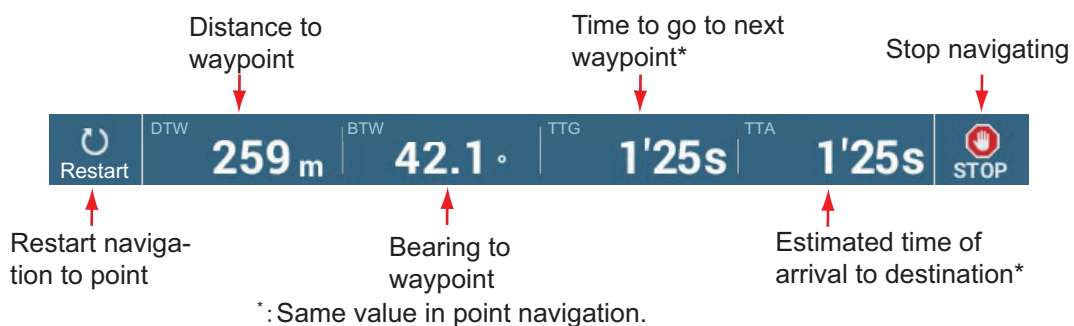 Distance to
waypoint
Time to go to next
waypoint*
Stop navigating
Restart
DTW
259 m
BTW
42.1 °
TTG
1'25s
TTA
1'25s
STOP
Restart naviga-
tion to point
Bearing to
waypoint
Estimated time of
arrival to destination*
*: Same value in point navigation.